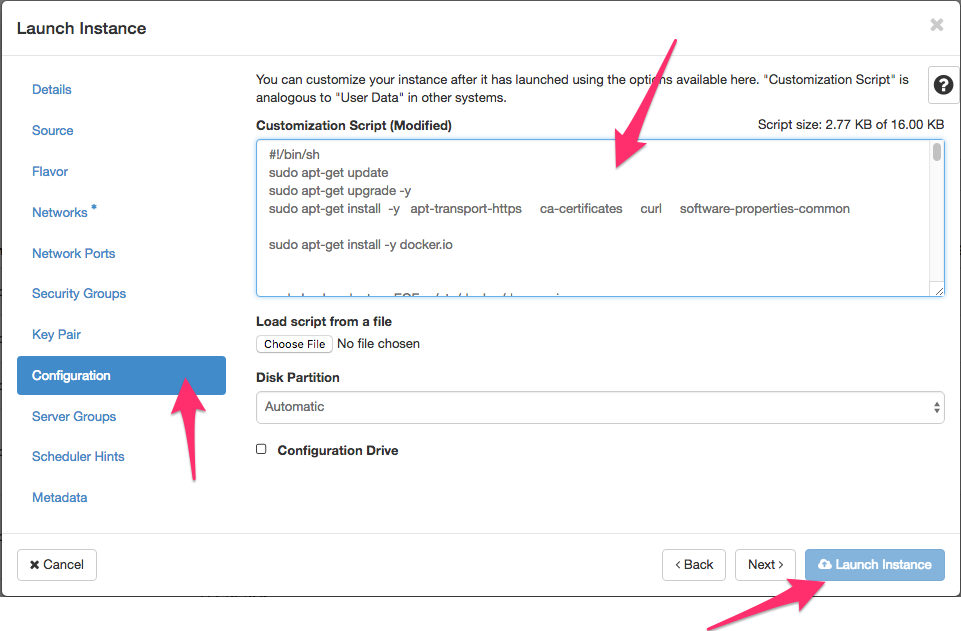 Launch Instance
×
Details
Source
Flavor
Networks *
Network Ports
Security Groups
Key Pair
Configuration
Server Groups
Scheduler Hints
Metadata
You can customize your instance after it has launched using the options available here. "Customization Script" is
analogous to "User Data" in other systems.
?
Customization Script (Modified)
Script size: 2.77 KB of 16.00 KB
#!/bin/sh
sudo apt-get update
sudo apt-get upgrade -y
sudo apt-get install  -y   apt-transport-https     ca-certificates     curl     software-properties-common
sudo apt-get install -y docker.io
Load script from a file
Choose File No file chosen
Disk Partition
Automatic
Configuration Drive
× Cancel
‹ Back
Next ›
Launch Instance